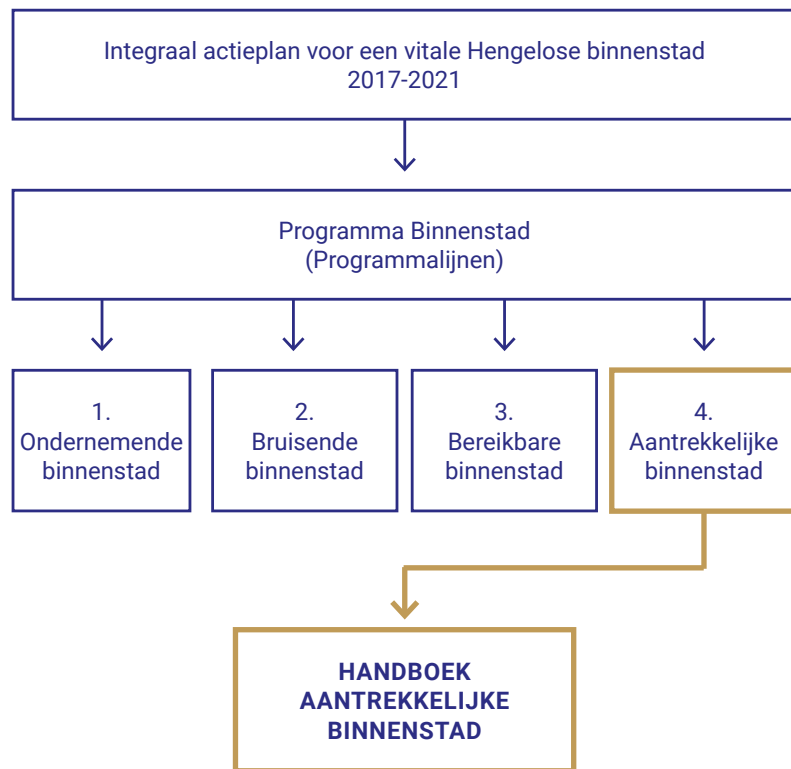 Integraal actieplan voor een vitale Hengelose binnenstad
2017-2021
Programma Binnenstad
(Programmalijnen)
1.
Ondernemende
binnenstad
2.
Bruisende
binnenstad
3.
Bereikbare
binnenstad
4.
Aantrekkelijke
binnenstad
HANDBOEK
AANTREKKELIJKE
BINNENSTAD